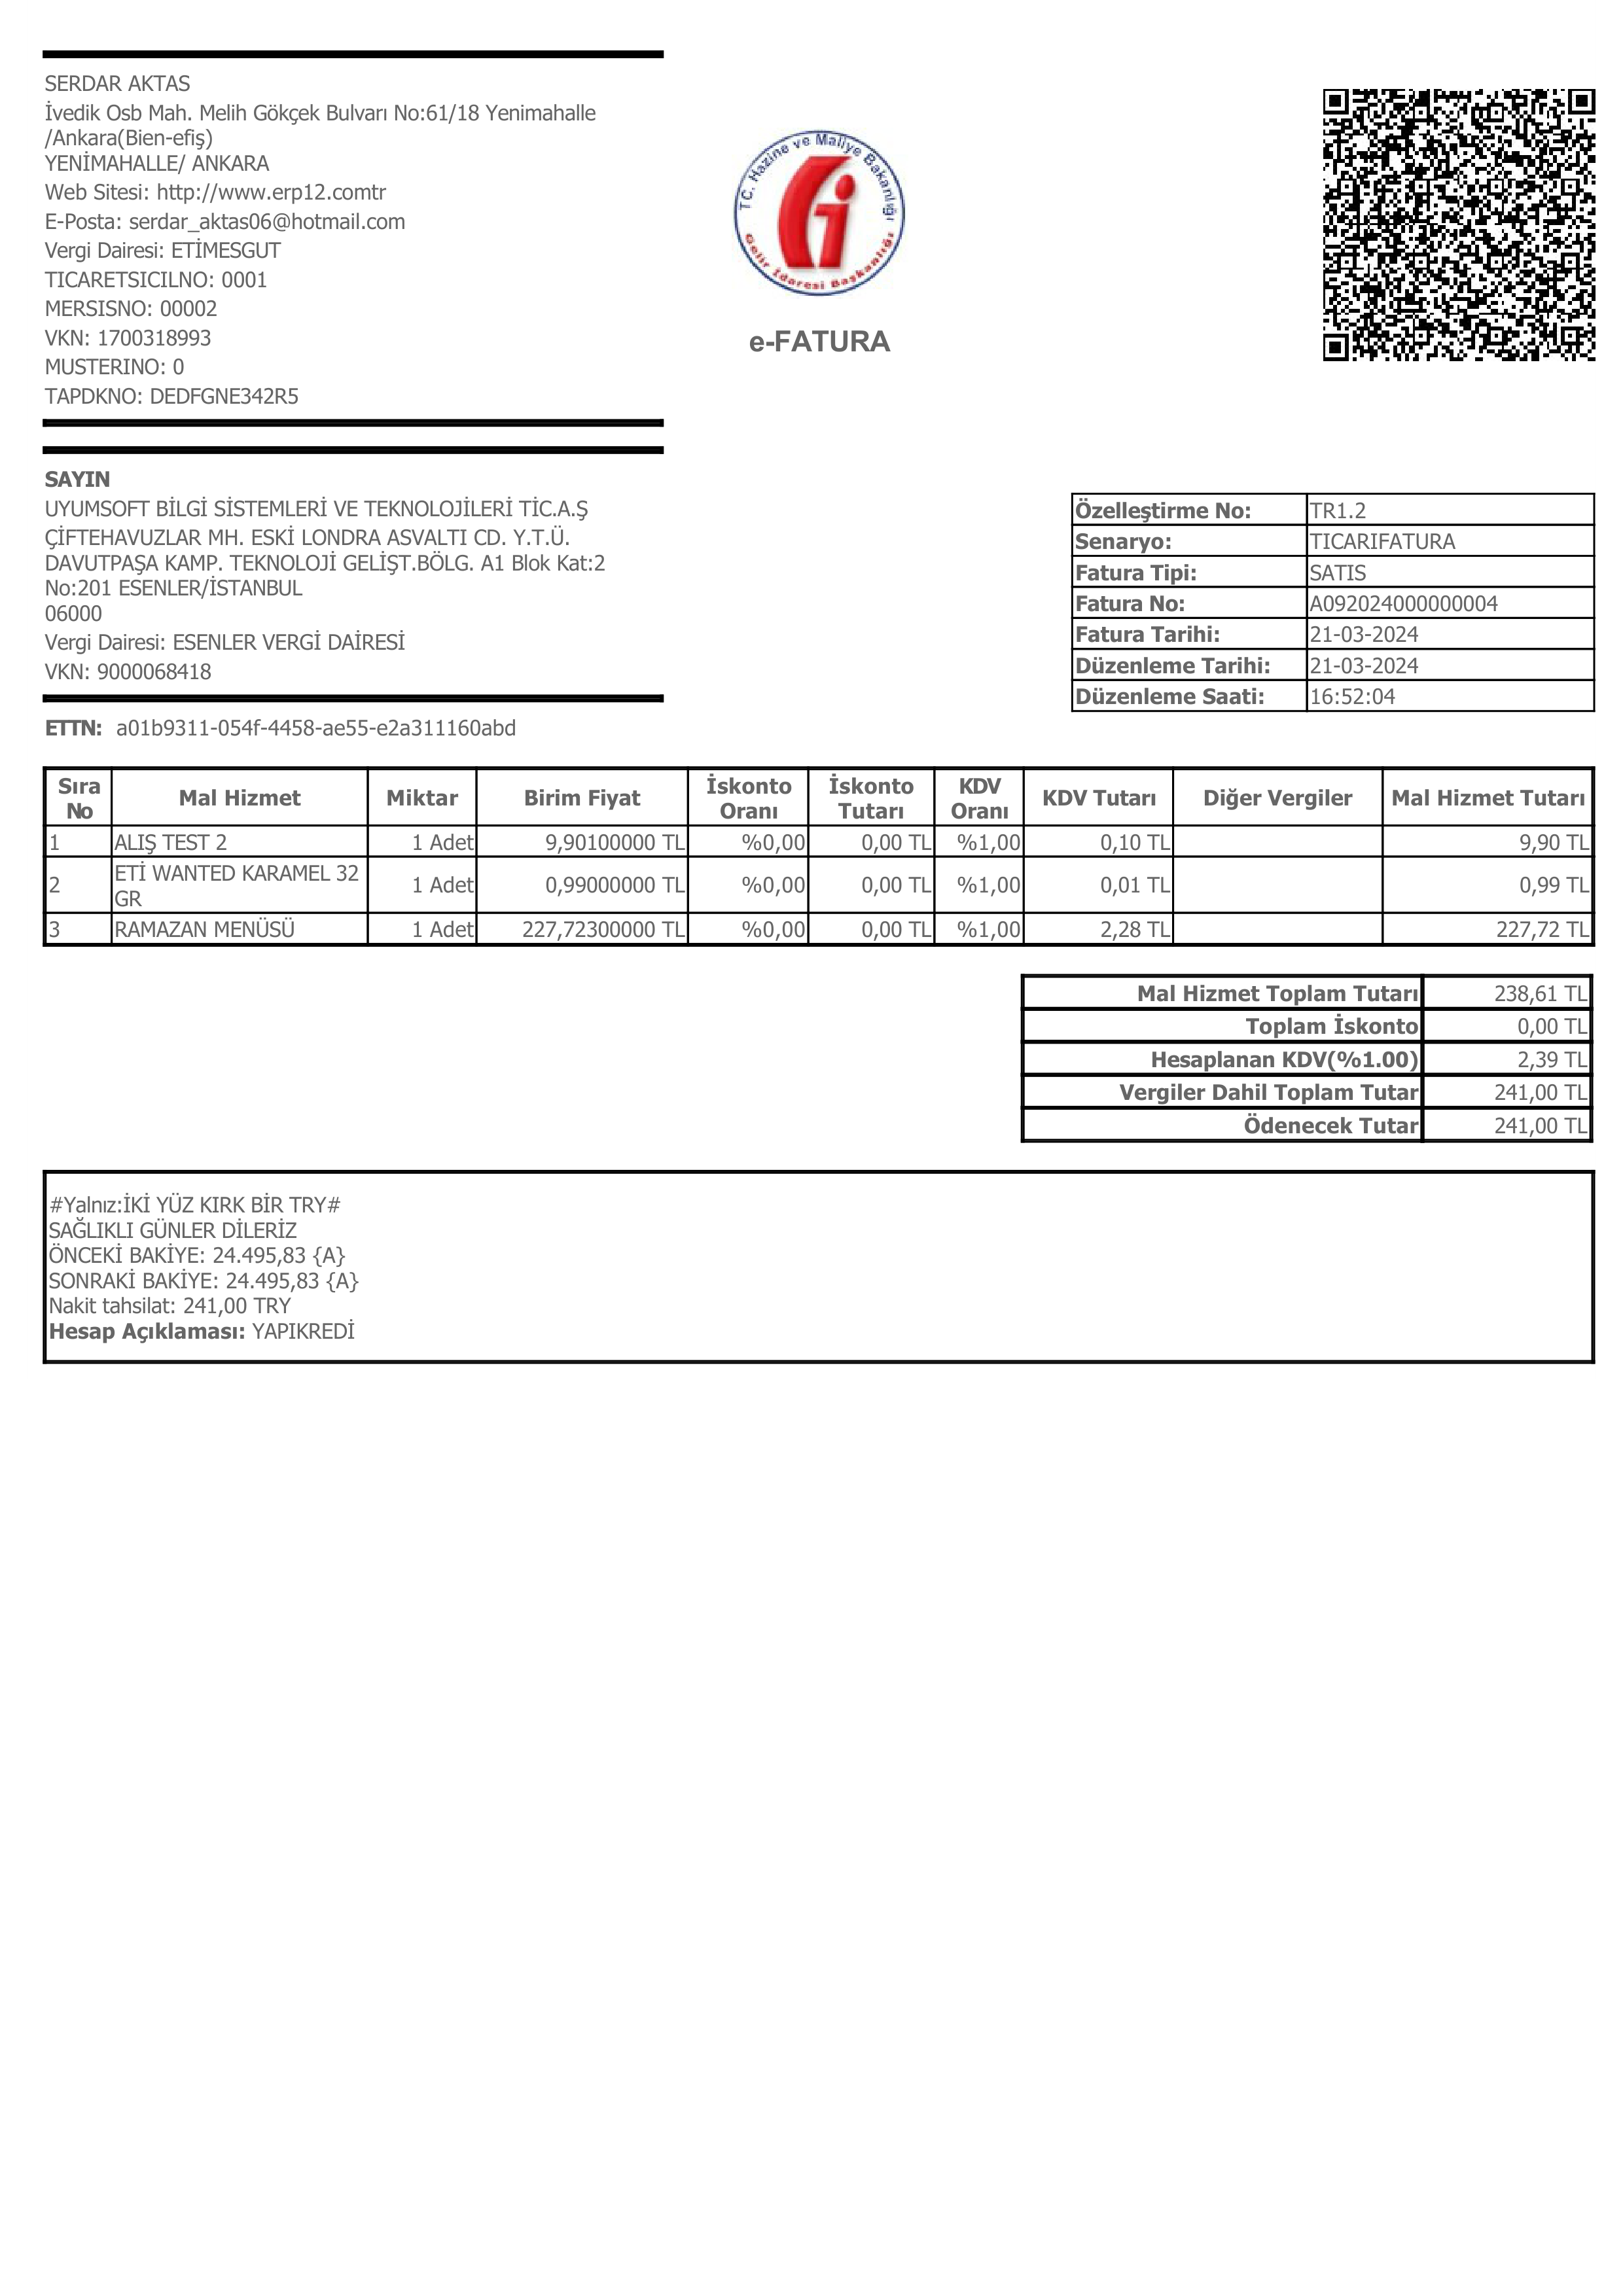 SERDAR AKTAS
İvedik Osb Mah. Melih Gökçek Bulvarı No:61/18 Yenimahalle
/Ankara(Bien-efiş)
YENİMAHALLE/ ANKARA
Web Sitesi: http://www.erp12.comtr
E-Posta: serdar_aktas06@hotmail.com
Vergi Dairesi: ETİMESGUT
TICARETSICILNO: 0001
MERSISNO: 00002
VKN: 1700318993
MUSTERINO: 0
TAPDKNO: DEDFGNE342R5
TC. Hazine ve Maliye Bakanlığı
Gelir İdaresi Başkanlığı
e-FATURA
SAYIN
UYUMSOFT BİLGİ SİSTEMLERİ VE TEKNOLOJİLERİ TİC.A.Ş
ÇİFTEHAVUZLAR MH. ESKİ LONDRA ASVALTI CD. Y.T.Ü.
DAVUTPAŞA KAMP. TEKNOLOJİ GELİŞT.BÖLG. A1 Blok Kat:2
No:201 ESENLER/İSTANBUL
06000
Vergi Dairesi: ESENLER VERGİ DAİRESİ
VKN: 9000068418
Özelleştirme No: TR1.2
Senaryo: TICARIFATURA
Fatura Tipi: SATIS
Fatura No: A092024000000004
Fatura Tarihi: 21-03-2024
Düzenleme Tarihi: 21-03-2024
Düzenleme Saati: 16:52:04
ETTN: a01b9311-054f-4458-ae55-e2a311160abd
Sıra No Mal Hizmet Miktar Birim Fiyat İskonto Oranı İskonto Tutarı KDV Oranı KDV Tutarı Diğer Vergiler Mal Hizmet Tutarı
1 ALIŞ TEST 2 1 Adet 9,90100000 TL %0,00 0,00 TL %1,00 0,10 TL 9,90 TL
2 ETİ WANTED KARAMEL 32 GR 1 Adet 0,99000000 TL %0,00 0,00 TL %1,00 0,01 TL 0,99 TL
3 RAMAZAN MENÜSÜ 1 Adet 227,72300000 TL %0,00 0,00 TL %1,00 2,28 TL 227,72 TL
Mal Hizmet Toplam Tutarı 238,61 TL
Toplam İskonto 0,00 TL
Hesaplanan KDV(%1.00) 2,39 TL
Vergiler Dahil Toplam Tutar 241,00 TL
Ödenecek Tutar 241,00 TL
#Yalnız:İKİ YÜZ KIRK BİR TRY#
SAĞLIKLI GÜNLER DİLERİZ
ÖNCEKİ BAKİYE: 24.495,83 {A}
SONRAKİ BAKİYE: 24.495,83 {A}
Nakit tahsilat: 241,00 TRY
Hesap Açıklaması: YAPIKREDİ